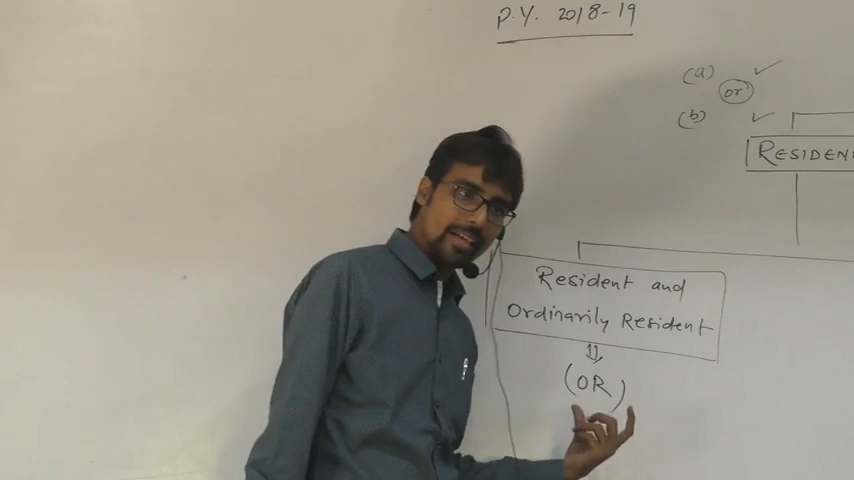 P.Y. 2018-19
(a)
or
(b)
RESIDEN
Resident and
Ordinarily Resident
(OR)